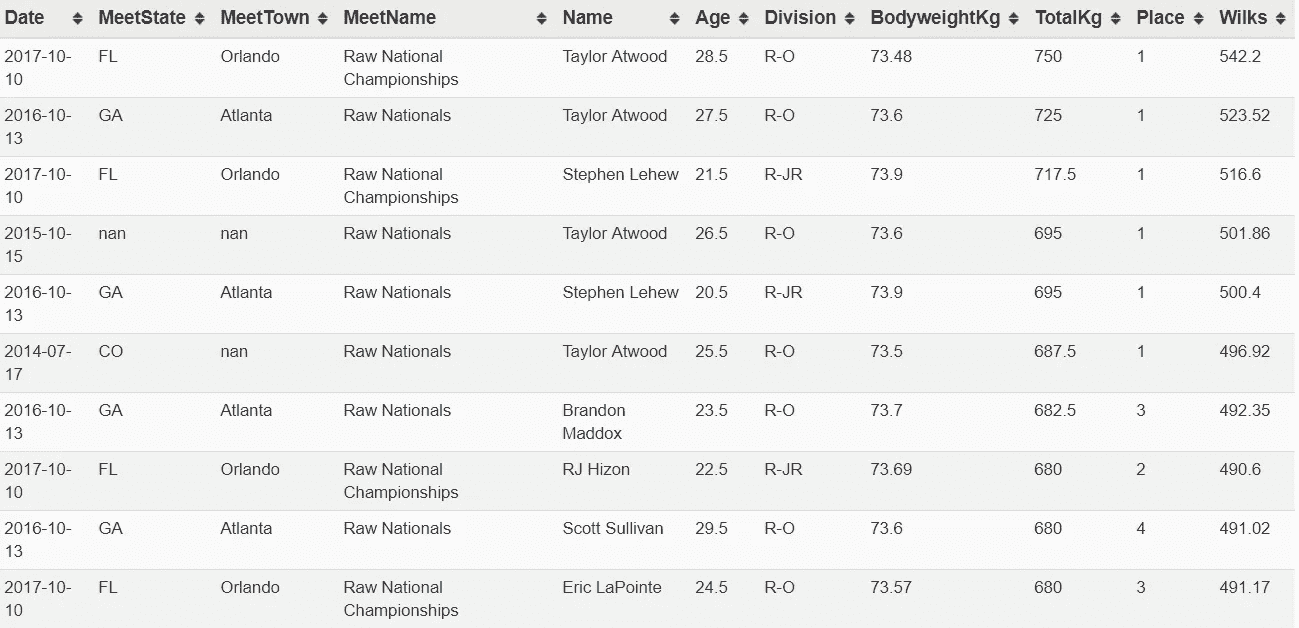 Date MeetState MeetTown MeetName Name Age Division BodyweightKg TotalKg Place Wilks
2017-10- FL Orlando Raw National Taylor Atwood 28.5 R-O 73.48 750 1 542.2
10 Championships
2016-10- GA Atlanta Raw Nationals Taylor Atwood 27.5 R-O 73.6 725 1 523.52
13
2017-10- FL Orlando Raw National Stephen Lehew 21.5 R-JR 73.9 717.5 1 516.6
10 Championships
2015-10- nan nan Raw Nationals Taylor Atwood 26.5 R-O 73.6 695 1 501.86
15
2016-10- GA Atlanta Raw Nationals Stephen Lehew 20.5 R-JR 73.9 695 1 500.4
13
2014-07- CO nan Raw Nationals Taylor Atwood 25.5 R-O 73.5 687.5 1 496.92
17
2016-10- GA Atlanta Raw Nationals Brandon 23.5 R-O 73.7 682.5 3 492.35
13 Maddox
2017-10- FL Orlando Raw National RJ Hizon 22.5 R-JR 73.69 680 2 490.6
10 Championships
2016-10- GA Atlanta Raw Nationals Scott Sullivan 29.5 R-O 73.6 680 4 491.02
13
2017-10- FL Orlando Raw National Eric LaPointe 24.5 R-O 73.57 680 3 491.17
10 Championships